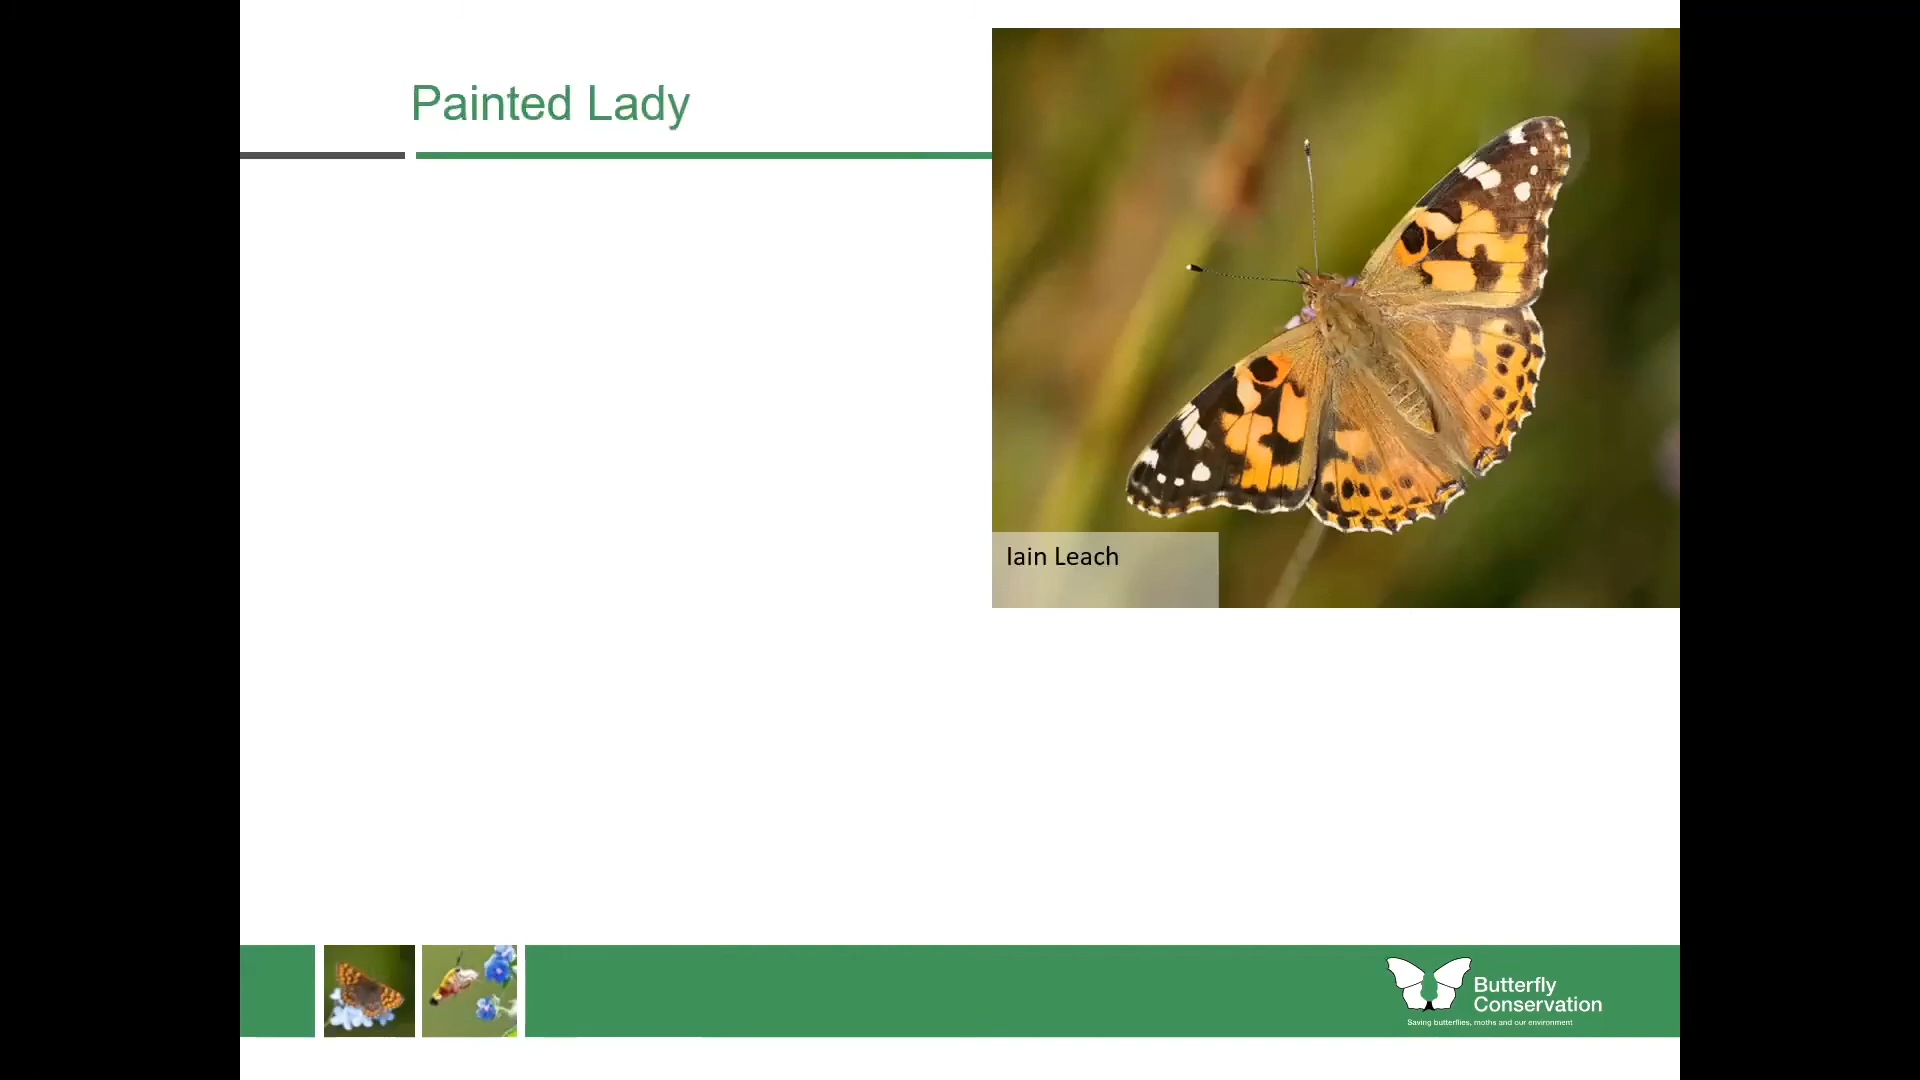 Painted Lady
Iain Leach
Butterfly
Conservation
Saving butterflies, moths and our environment